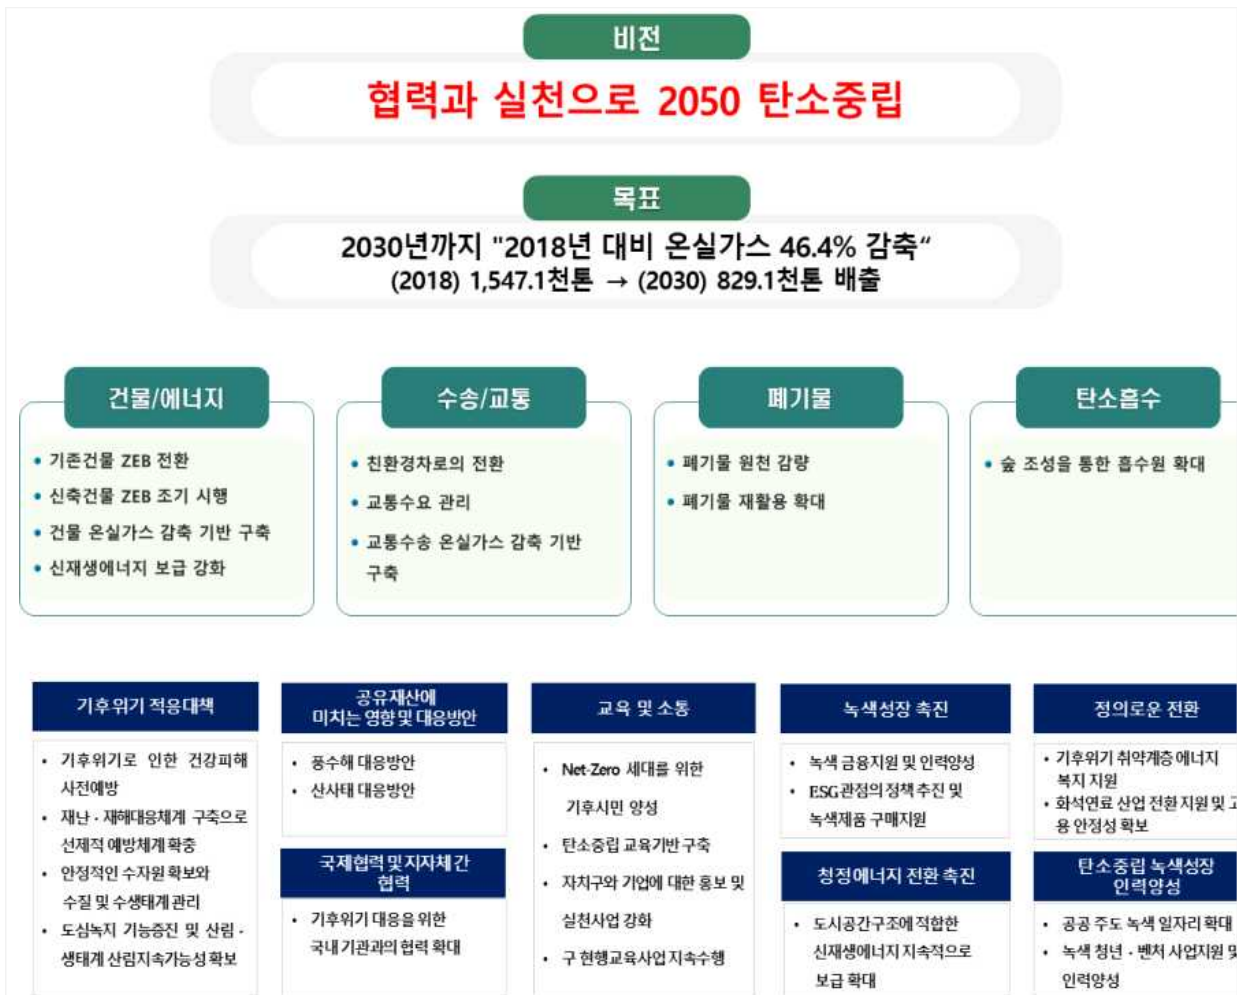 비전
협력과 실천으로 2050 탄소중립
목표
2030년까지 "2018년 대비 온실가스 46.4% 감축“
(2018) 1,547.1천톤 → (2030) 829.1천톤 배출
건물/에너지
• 기존건물 ZEB 전환
• 신축건물 ZEB 조기 시행
• 건물 온실가스 감축 기반 구축
• 신재생에너지 보급 강화
수송/교통
• 친환경차로의 전환
• 교통수요 관리
• 교통수송 온실가스 감축 기반
구축
폐기물
• 폐기물 원천 감량
• 폐기물 재활용 확대
탄소흡수
• 숲 조성을 통한 흡수원 확대
기후위기 적응대책
• 기후위기로 인한 건강피해
사전예방
• 재난 · 재해대응체계 구축으로
선제적 예방체계 확충
• 안정적인 수자원 확보와
수질 및 수생태계 관리
• 도심녹지 기능증진 및 산림 ·
생태계 산림지속가능성 확보
공유재산에
미치는 영향 및 대응방안
• 풍수해 대응방안
• 산사태 대응방안
국제협력 및 지자체 간
협력
• 기후위기 대응을 위한
국내 기관과의 협력 확대
교육 및 소통
• Net-Zero 세대를 위한
기후시민 양성
• 탄소중립 교육기반 구축
• 자치구와 기업에 대한 홍보 및
실천사업 강화
• 구 현행교육사업 지속수행
녹색성장 촉진
• 녹색 금융지원 및 인력양성
• ESG 관점의 정책 추진 및
녹색제품 구매지원
청정에너지 전환 촉진
• 도시공간구조에 적합한
신재생에너지 지속적으로
보급 확대
정의로운 전환
• 기후위기 취약계층 에너지
복지 지원
• 화석연료 산업 전환 지원 및
용 안정성 확보
탄소중립 녹색성장
인력양성
• 공공 주도 녹색 일자리 확대
• 녹색 청년 · 벤처 사업지원 및
인력양성